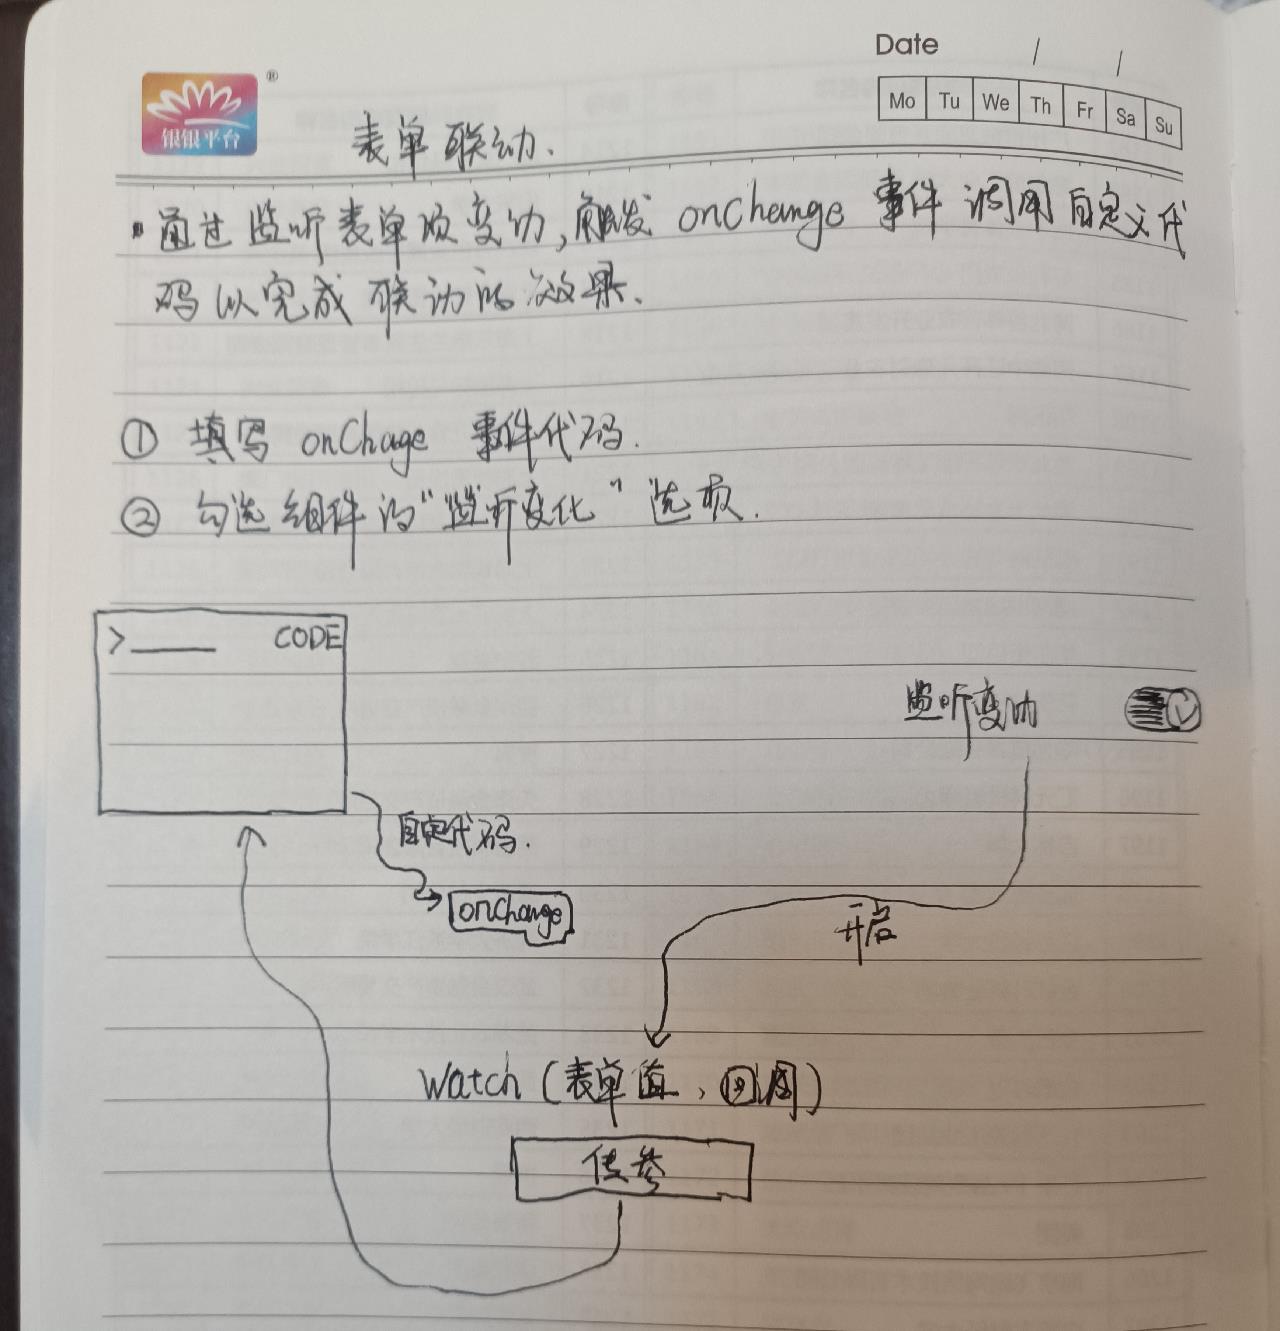 Date / /
Mo Tu We Th Fr Sa Su
银银平台 ®
表单联动.
通过监听表单项变动,触发 onChange 事件 调用自定义代
码以完成联动的效果.
① 填写 onChage 事件代码.
② 勾选组件的"监听变化"选项.
>____ CODE
监听变动
自定代码.
onChange
开启
Watch (表单值, 回调)
传参